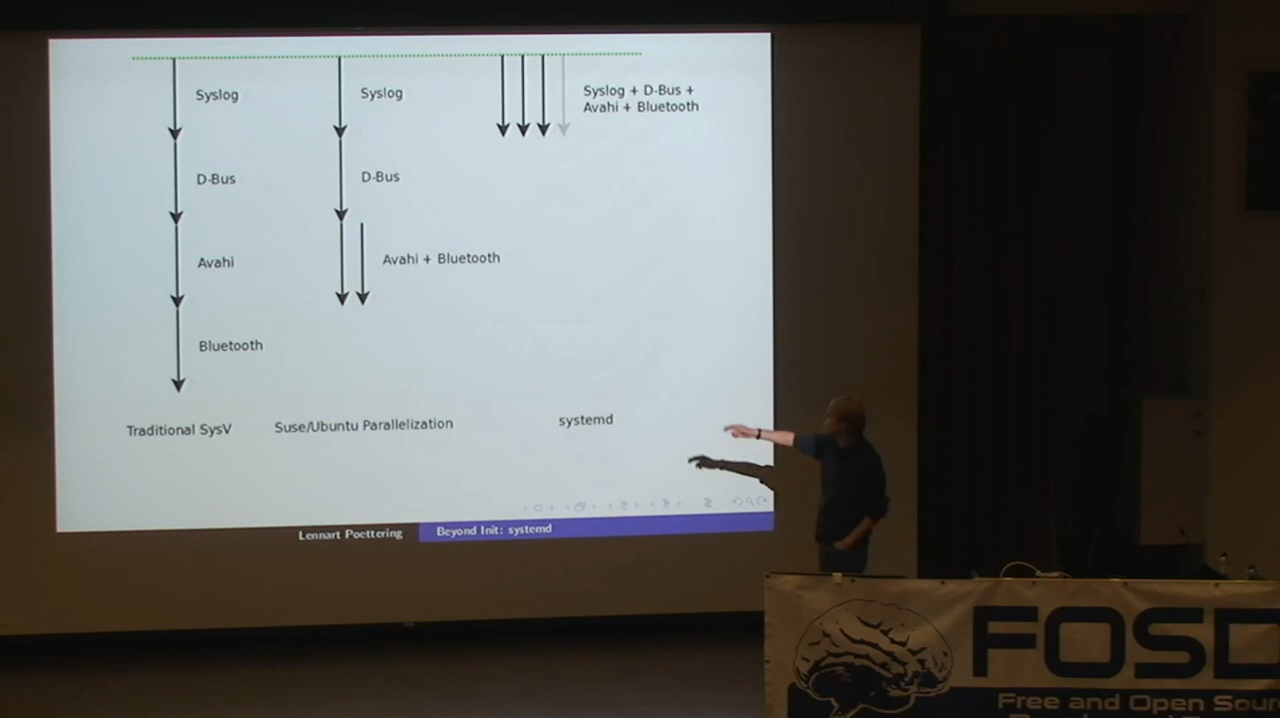 Syslog
D-Bus
Avahi
Bluetooth
Traditional SysV
Syslog
D-Bus
Avahi + Bluetooth
Suse/Ubuntu Parallelization
Syslog + D-Bus +
Avahi + Bluetooth
systemd
Lennart Poettering
Beyond Init: systemd
FOSD
Free and Open Sour